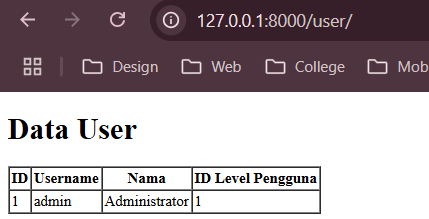 127.0.0.1:8000/user/
Design Web College Mob
Data User
ID Username Nama ID Level Pengguna
1 admin Administrator 1